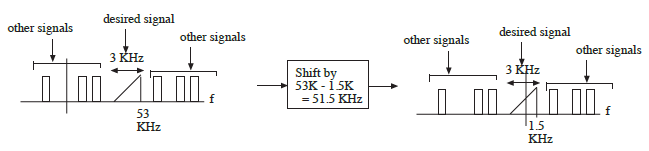 desired signal
other signals
other signals
3 KHz
f
53
KHz
Shift by
53K - 1.5K
= 51.5 KHz
desired signal
other signals
other signals
3 KHz
f
1.5
KHz